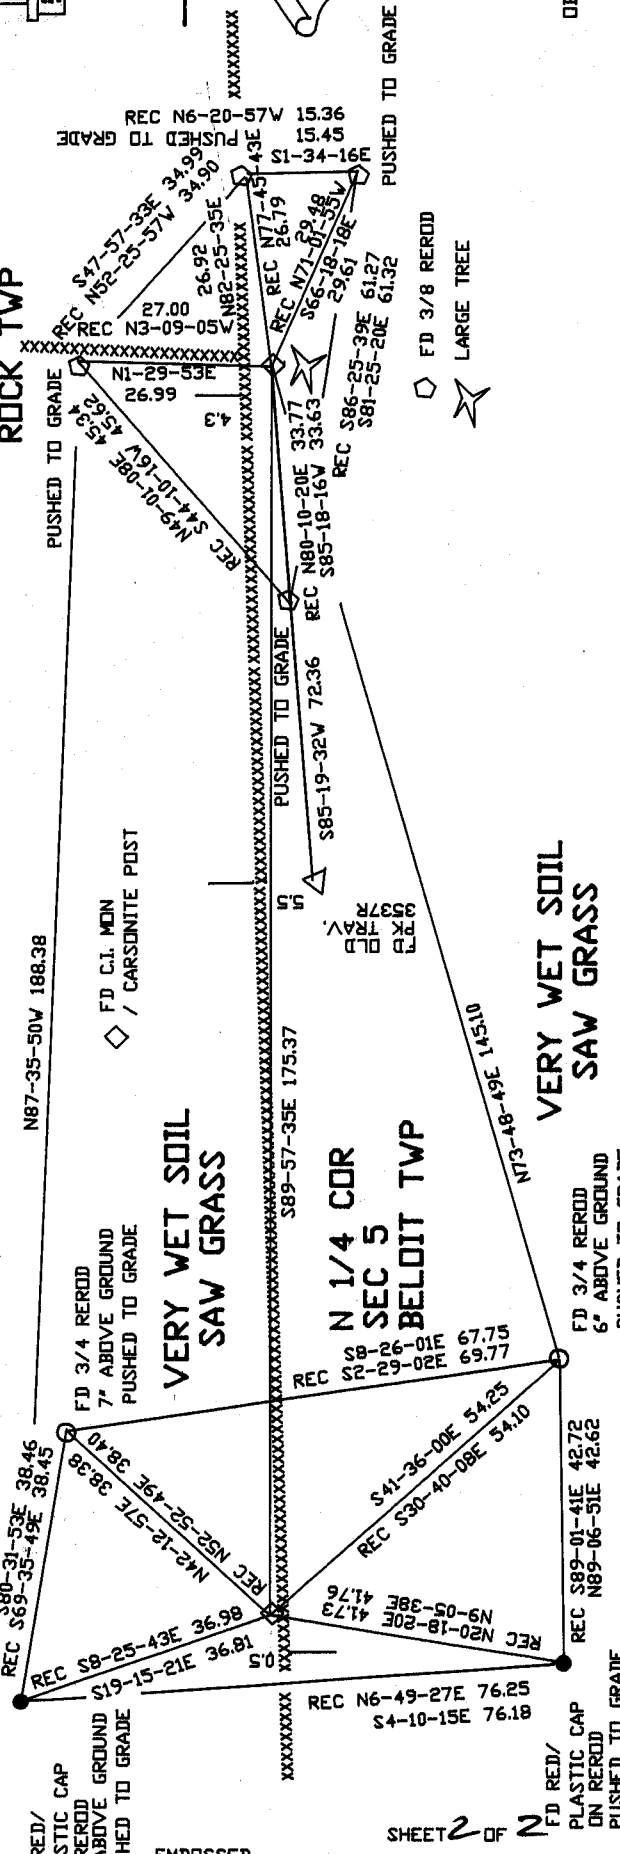 REC N6-20-57W 15.36
PUSHED TO GRADE 15.45
S1-34-16E
PUSHED TO GRADE
S47-57-33E 34.99
REC N52-25-57W 34.90
27.00
REC N3-09-05W
26.92
N82-25-35E
REC N77-45-43E
26.79
REC N71-01-55W
29.48
S66-18-18E
29.61
REC S86-25-39E 61.27
S81-25-20E 61.32
FD 3/8 REROD
LARGE TREE
ROCK TWP
PUSHED TO GRADE
N1-29-53E
26.99
4.3
45.34
45.62
N49-01-08E
REC S44-10-16W
REC N80-10-20E 33.77
S85-18-16W 33.63
PUSHED TO GRADE
S85-19-32W 72.36
5.5
FD OLD
PK TRAV.
3537R
FD C.I. MON
/ CARSONITE POST
N87-35-50W 188.38
S89-57-35E 175.37
N73-48-49E 145.10
VERY WET SOIL
SAW GRASS
VERY WET SOIL
SAW GRASS
N 1/4 COR
SEC 5
BELOIT TWP
FD 3/4 REROD
7" ABOVE GROUND
PUSHED TO GRADE
FD 3/4 REROD
6" ABOVE GROUND
S8-26-01E 67.75
REC S2-29-02E 69.77
S41-36-00E 54.25
REC S30-40-08E 54.10
REC N52-52-49E 38.40
N42-12-57E 38.38
S80-31-53E 38.46
REC S69-35-49E 38.45
REC S8-25-43E 36.98
S19-15-21E 36.81
0.5
N9-05-38E 41.76
REC N20-18-20E 41.73
REC S89-01-41E 42.72
N89-06-51E 42.62
REC N6-49-27E 76.25
S4-10-15E 76.18
FD RED/
PLASTIC CAP
ON REROD
PUSHED TO GRADE
RED/
STIC CAP
REROD
ABOVE GROUND
HED TO GRADE
SHEET 2 OF 2